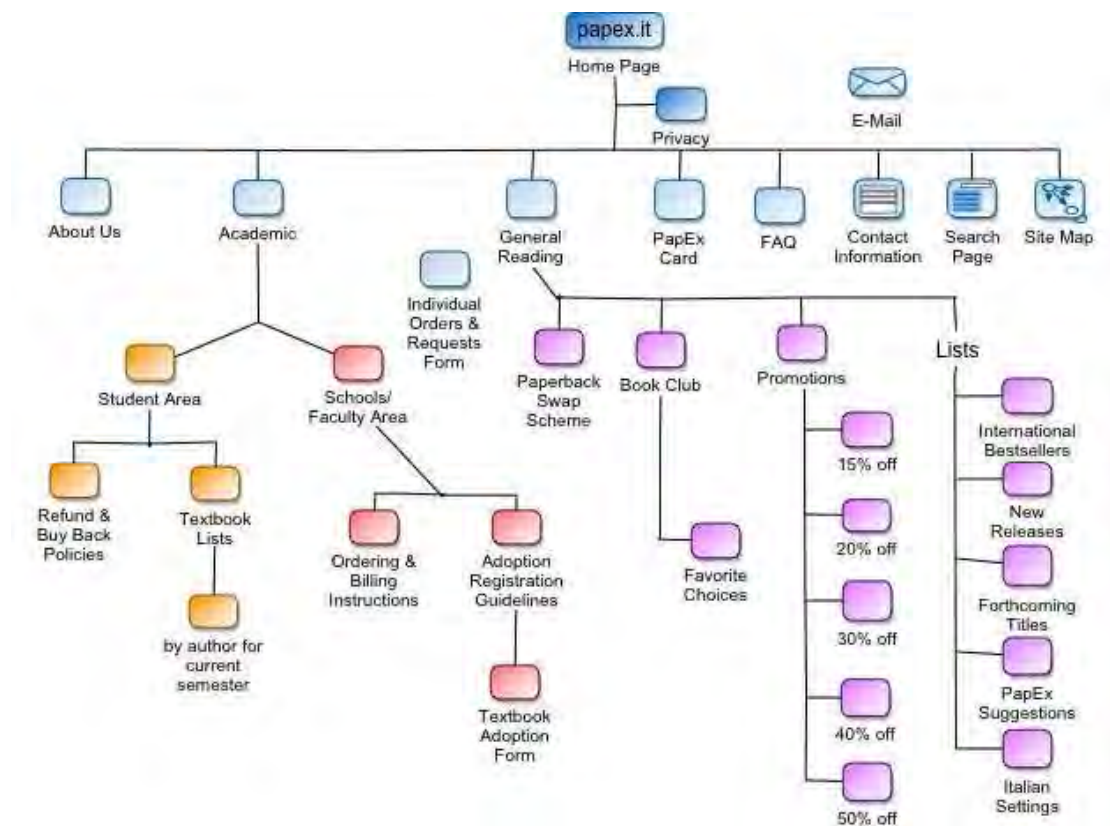 papex.it
Home Page
Privacy
E-Mail
About Us
Academic
General
Reading
PapEx
Card
FAQ
Contact
Information
Search
Page
Site Map
Individual
Orders &
Requests
Form
Student Area
Schools/
Faculty Area
Paperback
Swap
Scheme
Book Club
Promotions
Lists
Refund &
Buy Back
Policies
Textbook
Lists
by author for
current
semester
Ordering &
Billing
Instructions
Adoption
Registration
Guidelines
Textbook
Adoption
Form
Favorite
Choices
15% off
20% off
30% off
40% off
50% off
International
Bestsellers
New
Releases
Forthcoming
Titles
PapEx
Suggestions
Italian
Settings